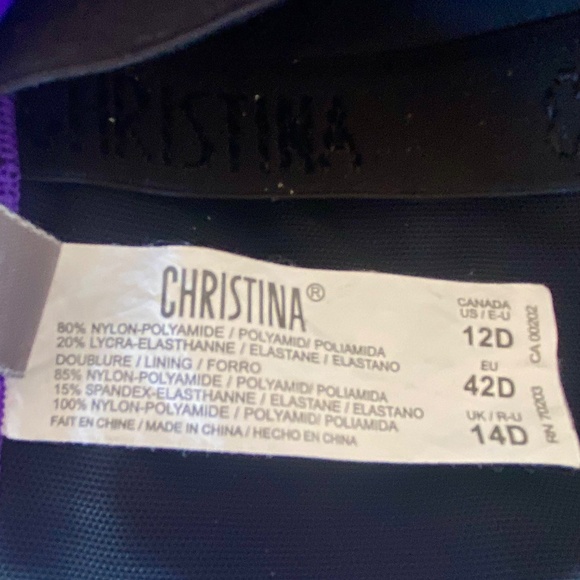 CHRISTINA
C
CHRISTINA®
80% NYLON-POLYAMIDE / POLYAMID/ POLIAMIDA
20% LYCRA-ELASTHANNE / ELASTANE / ELASTANO
DOUBLURE / LINING / FORRO
85% NYLON-POLYAMIDE / POLYAMID/ POLIAMIDA
15% SPANDEX-ELASTHANNE / ELASTANE / ELASTANO
100% NYLON-POLYAMIDE / POLYAMID/ POLIAMIDA
FAIT EN CHINE / MADE IN CHINA / HECHO EN CHINA
CANADA
US / E-U
12D
EU
42D
UK / R-U
14D
CA 00202
RN 70203